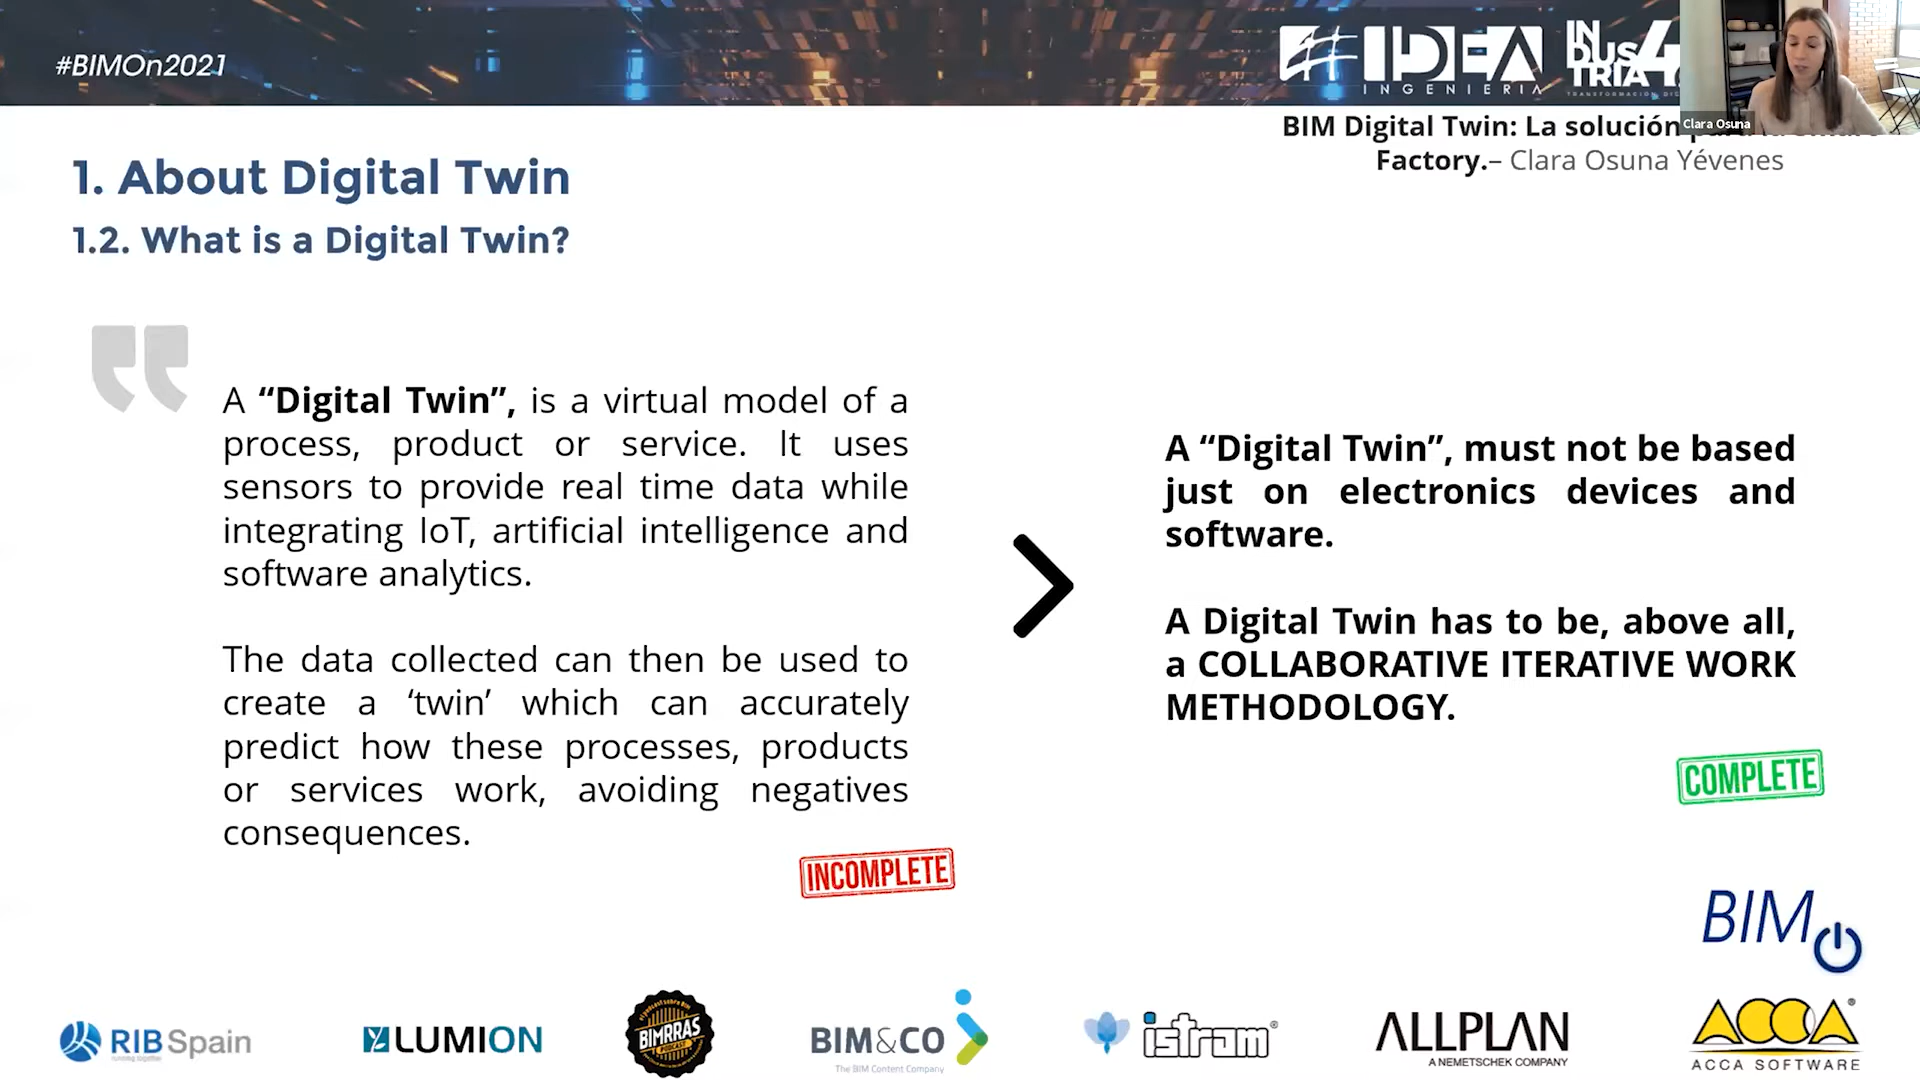 #BIMOn2021
IDEA
INGENIERIA
IN
DUS
TRIA 4
Clara Osuna
BIM Digital Twin: La solución
Factory.– Clara Osuna Yévenes
1. About Digital Twin
1.2. What is a Digital Twin?
A “Digital Twin”, is a virtual model of a
process, product or service. It uses
sensors to provide real time data while
integrating IoT, artificial intelligence and
software analytics.
The data collected can then be used to
create a ‘twin’ which can accurately
predict how these processes, products
or services work, avoiding negatives
consequences.
INCOMPLETE
A “Digital Twin”, must not be based
just on electronics devices and
software.
A Digital Twin has to be, above all,
a COLLABORATIVE ITERATIVE WORK
METHODOLOGY.
COMPLETE
BIM
RIB Spain
running together
LUMION
BIMRRAS
PODCAST
BIM&CO
The BIM Content Company
istram®
ALLPLAN
A NEMETSCHEK COMPANY
ACCA®
ACCA SOFTWARE